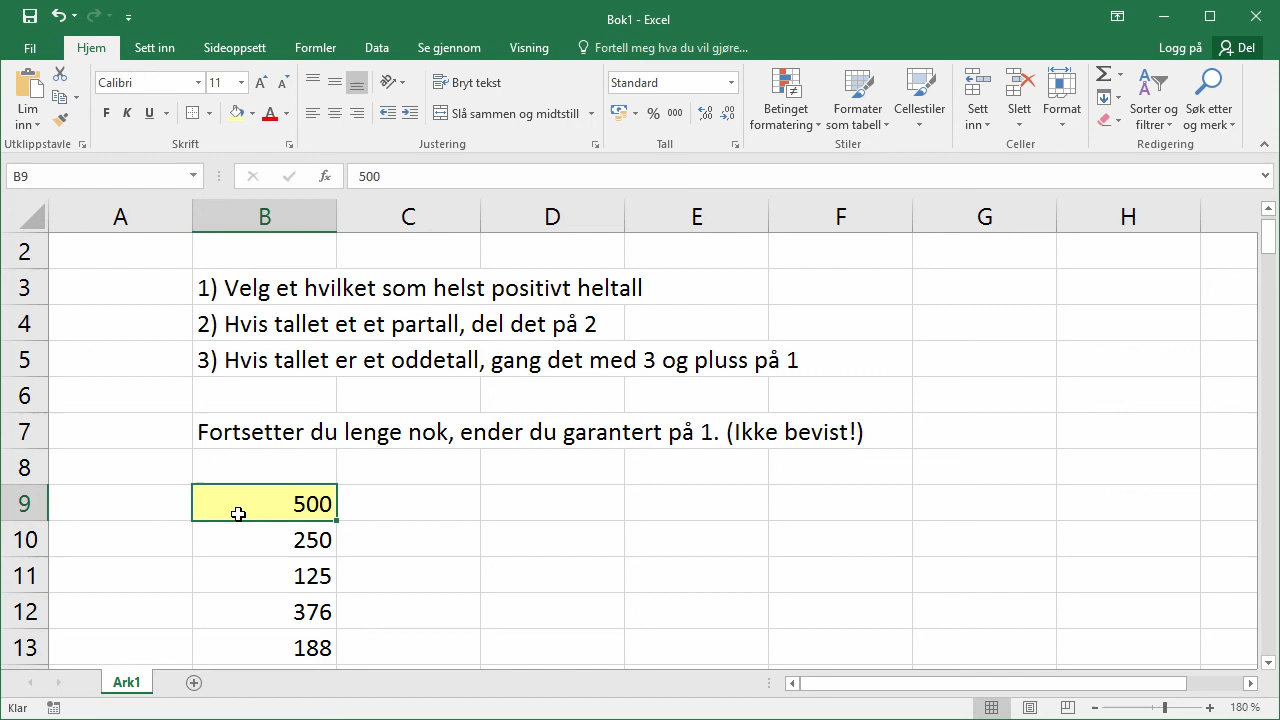 Bok1 - Excel
Fil Hjem Sett inn Sideoppsett Formler Data Se gjennom Visning Fortell meg hva du vil gjøre... Logg på Del
Lim inn
Calibri 11
F K U A
Bryt tekst
Slå sammen og midtstill
Standard
% 000
Betinget formatering
Formater som tabell
Cellestiler
Sett inn
Slett
Format
Sorter og filtrer
Søk etter og merk
Utklippstavle Skrift Justering Tall Stiler Celler Redigering
B9 fx 500
A B C D E F G H
2
3 1) Velg et hvilket som helst positivt heltall
4 2) Hvis tallet et et partall, del det på 2
5 3) Hvis tallet er et oddetall, gang det med 3 og pluss på 1
6
7 Fortsetter du lenge nok, ender du garantert på 1. (Ikke bevist!)
8
9 500
10 250
11 125
12 376
13 188
Ark1
Klar 180 %